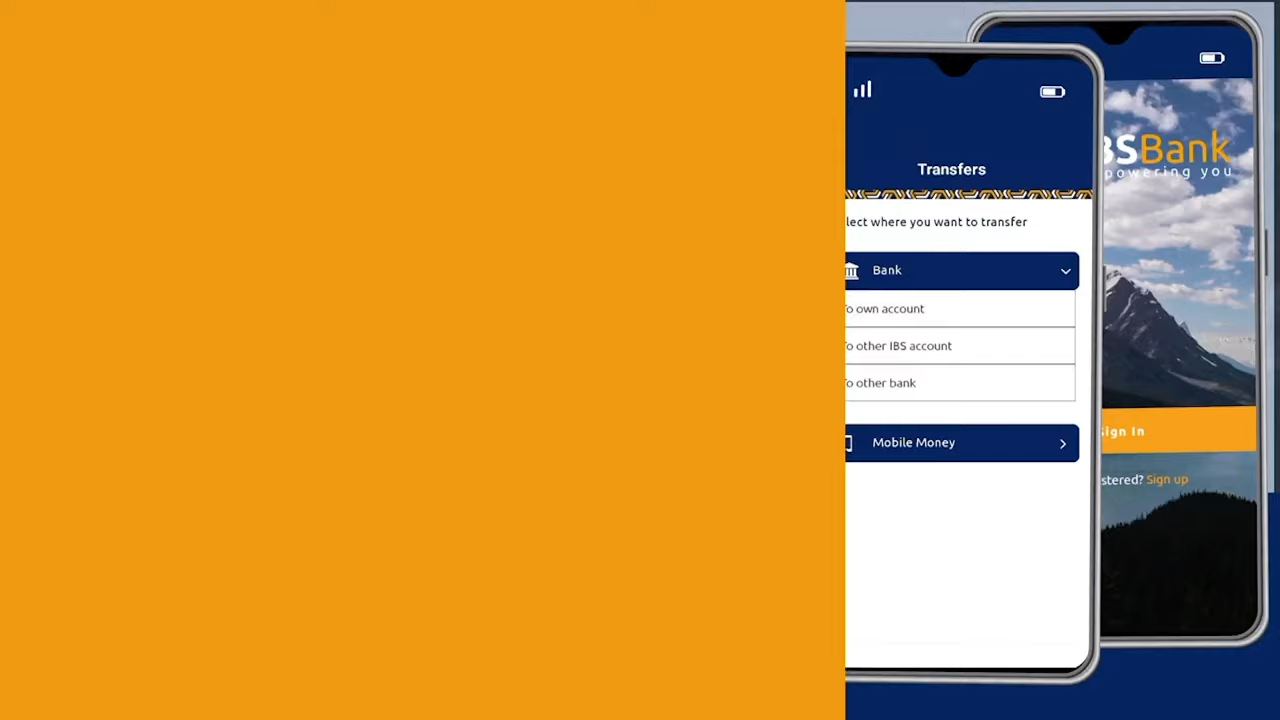 Transfers
lect where you want to transfer
Bank
o own account
o other IBS account
o other bank
Mobile Money
BSBank
powering you
Sign In
stered? Sign up